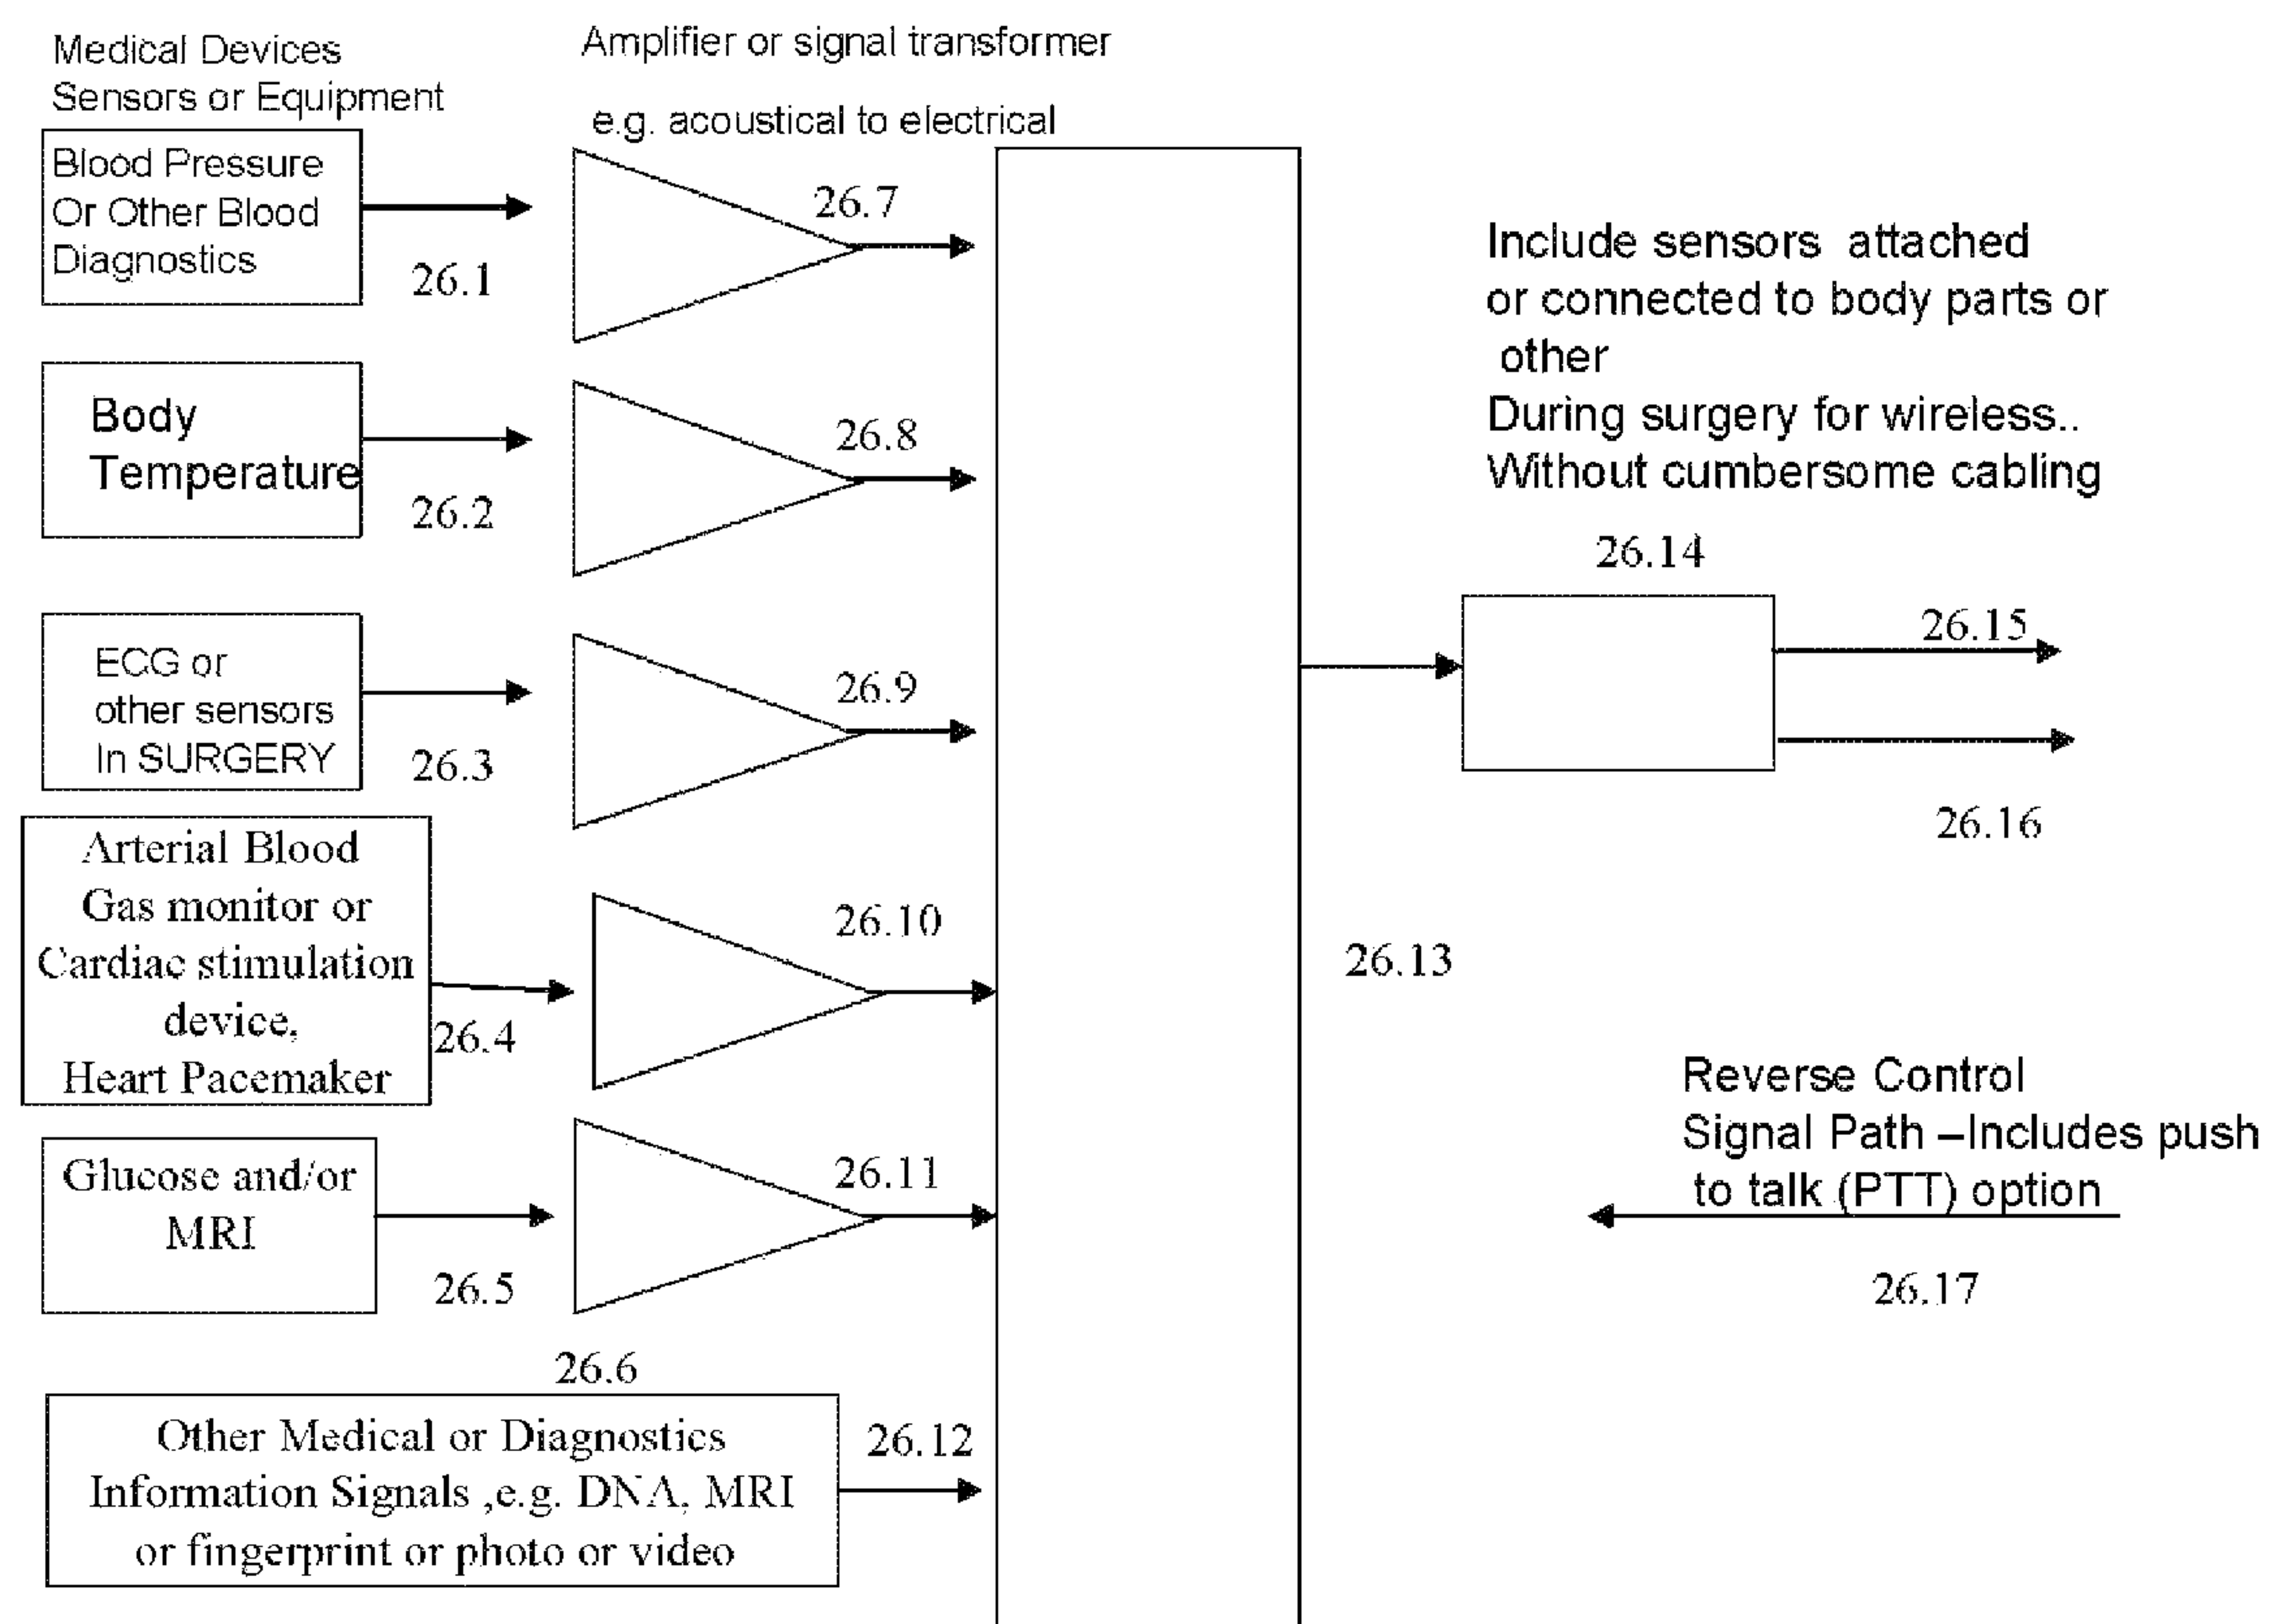 Medical Devices
Sensors or Equipment
Amplifier or signal transformer
e.g. acoustical to electrical
Blood Pressure
Or Other Blood
Diagnostics
26.1
26.7
Body
Temperature
26.2
26.8
ECG or
other sensors
In SURGERY
26.3
26.9
Arterial Blood
Gas monitor or
Cardiac stimulation
device,
Heart Pacemaker
26.4
26.10
Glucose and/or
MRI
26.5
26.11
26.6
Other Medical or Diagnostics
Information Signals ,e.g. DNA, MRI
or fingerprint or photo or video
26.12
26.13
Include sensors attached
or connected to body parts or
other
During surgery for wireless..
Without cumbersome cabling
26.14
26.15
26.16
Reverse Control
Signal Path –Includes push
to talk (PTT) option
26.17